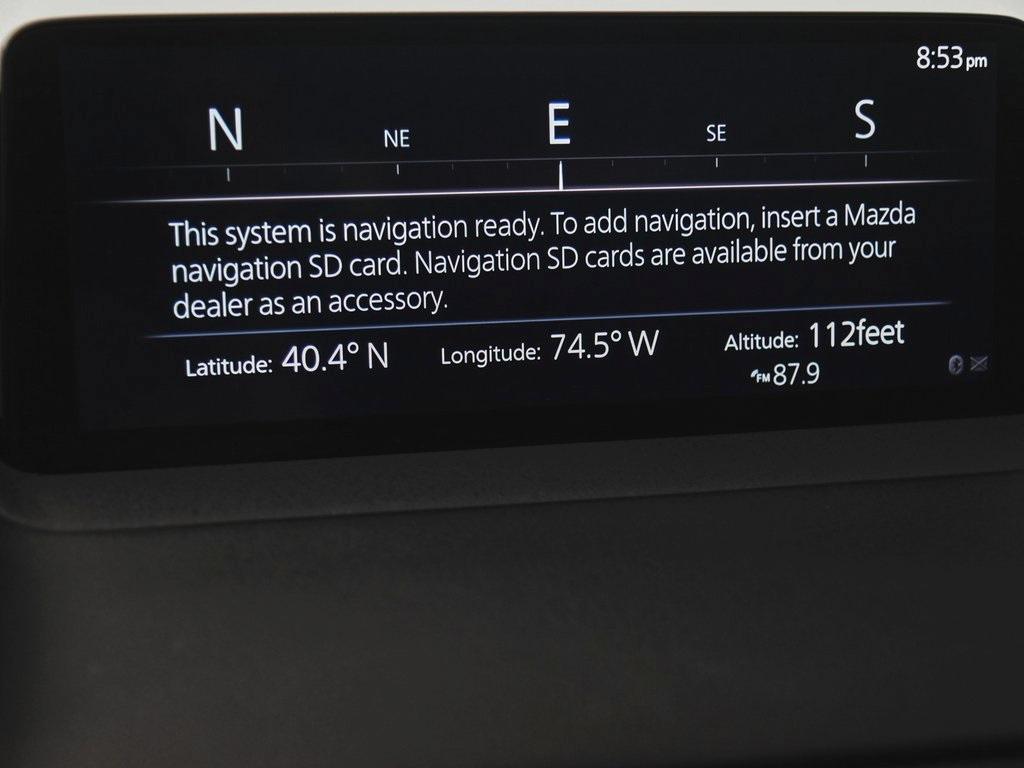 8:53 pm
N NE E SE S
This system is navigation ready. To add navigation, insert a Mazda
navigation SD card. Navigation SD cards are available from your
dealer as an accessory.
Latitude: 40.4° N Longitude: 74.5° W Altitude: 112feet
FM 87.9